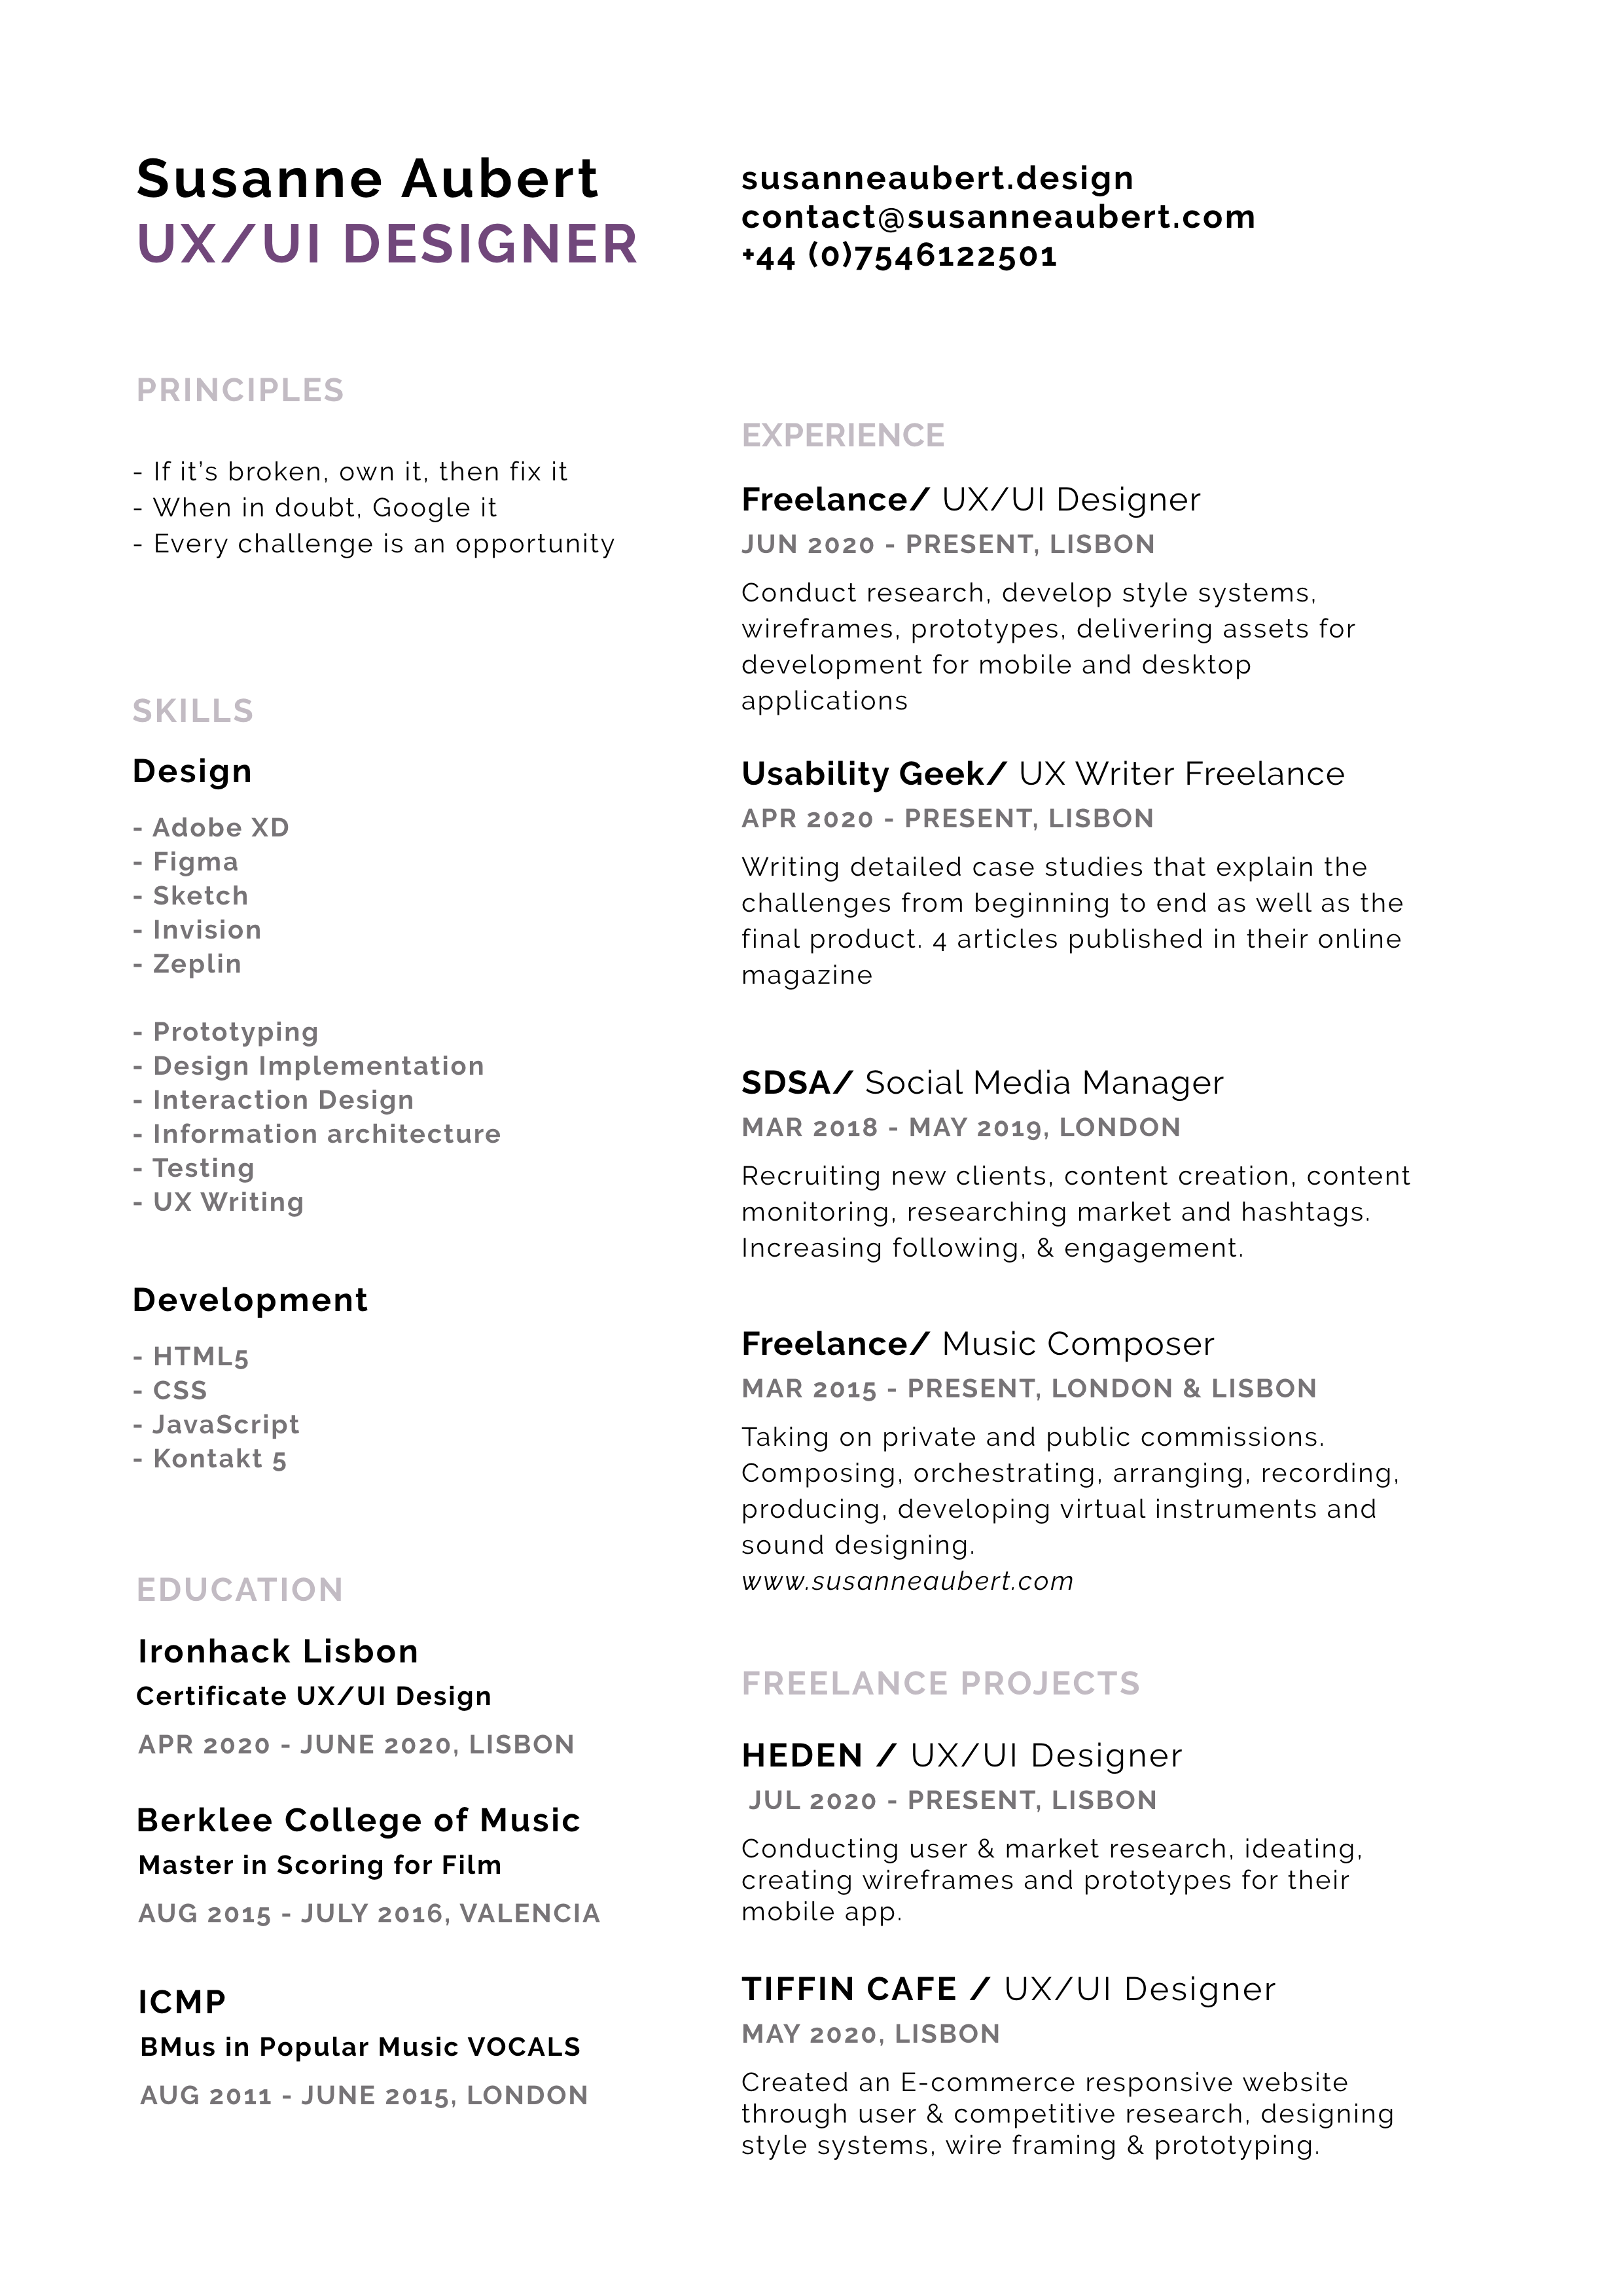 Susanne Aubert
UX/UI DESIGNER
susanneaubert.design
contact@susanneaubert.com
+44 (0)7546122501
PRINCIPLES
- If it’s broken, own it, then fix it
- When in doubt, Google it
- Every challenge is an opportunity
SKILLS
Design
- Adobe XD
- Figma
- Sketch
- Invision
- Zeplin
- Prototyping
- Design Implementation
- Interaction Design
- Information architecture
- Testing
- UX Writing
Development
- HTML5
- CSS
- JavaScript
- Kontakt 5
EDUCATION
Ironhack Lisbon
Certificate UX/UI Design
APR 2020 - JUNE 2020, LISBON
Berklee College of Music
Master in Scoring for Film
AUG 2015 - JULY 2016, VALENCIA
ICMP
BMus in Popular Music VOCALS
AUG 2011 - JUNE 2015, LONDON
EXPERIENCE
Freelance/ UX/UI Designer
JUN 2020 - PRESENT, LISBON
Conduct research, develop style systems,
wireframes, prototypes, delivering assets for
development for mobile and desktop
applications
Usability Geek/ UX Writer Freelance
APR 2020 - PRESENT, LISBON
Writing detailed case studies that explain the
challenges from beginning to end as well as the
final product. 4 articles published in their online
magazine
SDSA/ Social Media Manager
MAR 2018 - MAY 2019, LONDON
Recruiting new clients, content creation, content
monitoring, researching market and hashtags.
Increasing following, & engagement.
Freelance/ Music Composer
MAR 2015 - PRESENT, LONDON & LISBON
Taking on private and public commissions.
Composing, orchestrating, arranging, recording,
producing, developing virtual instruments and
sound designing.
www.susanneaubert.com
FREELANCE PROJECTS
HEDEN / UX/UI Designer
JUL 2020 - PRESENT, LISBON
Conducting user & market research, ideating,
creating wireframes and prototypes for their
mobile app.
TIFFIN CAFE / UX/UI Designer
MAY 2020, LISBON
Created an E-commerce responsive website
through user & competitive research, designing
style systems, wire framing & prototyping.